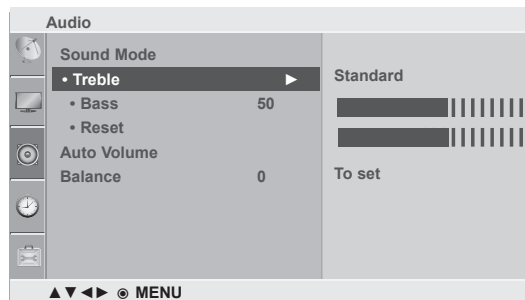 Audio
Sound Mode
• Treble ►
• Bass 50
• Reset
Auto Volume
Balance 0
Standard
To set
▲▼◄► ◉ MENU